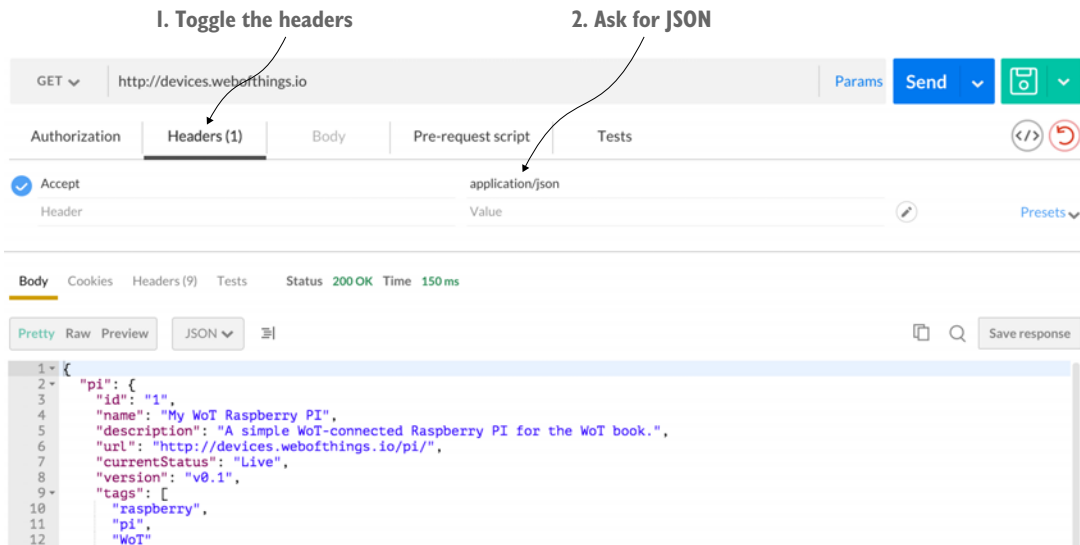 1. Toggle the headers
2. Ask for JSON
GET http://devices.webofthings.io Params Send
Authorization Headers (1) Body Pre-request script Tests </>
Accept application/json
Header Value Presets
Body Cookies Headers (9) Tests Status 200 OK Time 150 ms
Pretty Raw Preview JSON Save response
1 {
2 "pi": {
3 "id": "1",
4 "name": "My WoT Raspberry PI",
5 "description": "A simple WoT-connected Raspberry PI for the WoT book.",
6 "url": "http://devices.webofthings.io/pi/",
7 "currentStatus": "Live",
8 "version": "v0.1",
9 "tags": [
10 "raspberry",
11 "pi",
12 "WoT"